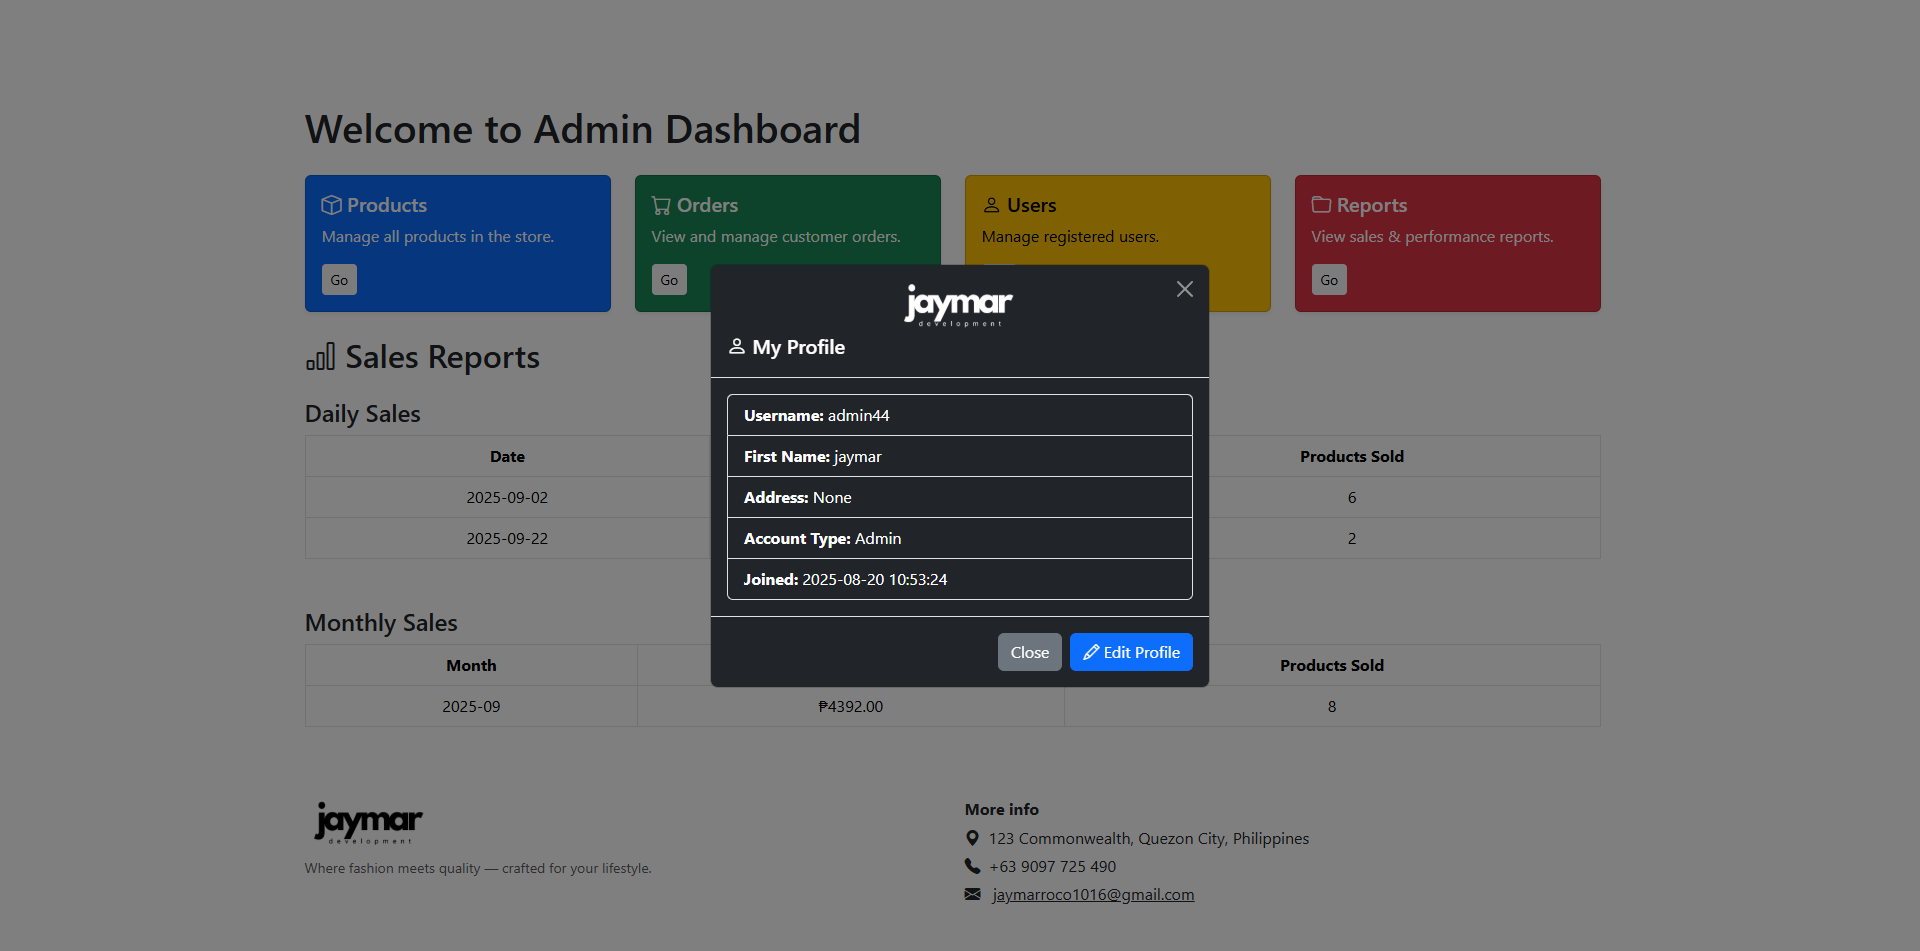 Welcome to Admin Dashboard
Products
Manage all products in the store.
Go
Orders
View and manage customer orders.
Go
Users
Manage registered users.
Reports
View sales & performance reports.
Go
jaymar
development
My Profile
Username: admin44
First Name: jaymar
Address: None
Account Type: Admin
Joined: 2025-08-20 10:53:24
Close
Edit Profile
Sales Reports
Daily Sales
Date Products Sold
2025-09-02 6
2025-09-22 2
Monthly Sales
Month Products Sold
2025-09 ₱4392.00 8
jaymar
development
Where fashion meets quality — crafted for your lifestyle.
More info
123 Commonwealth, Quezon City, Philippines
+63 9097 725 490
jaymarroco1016@gmail.com